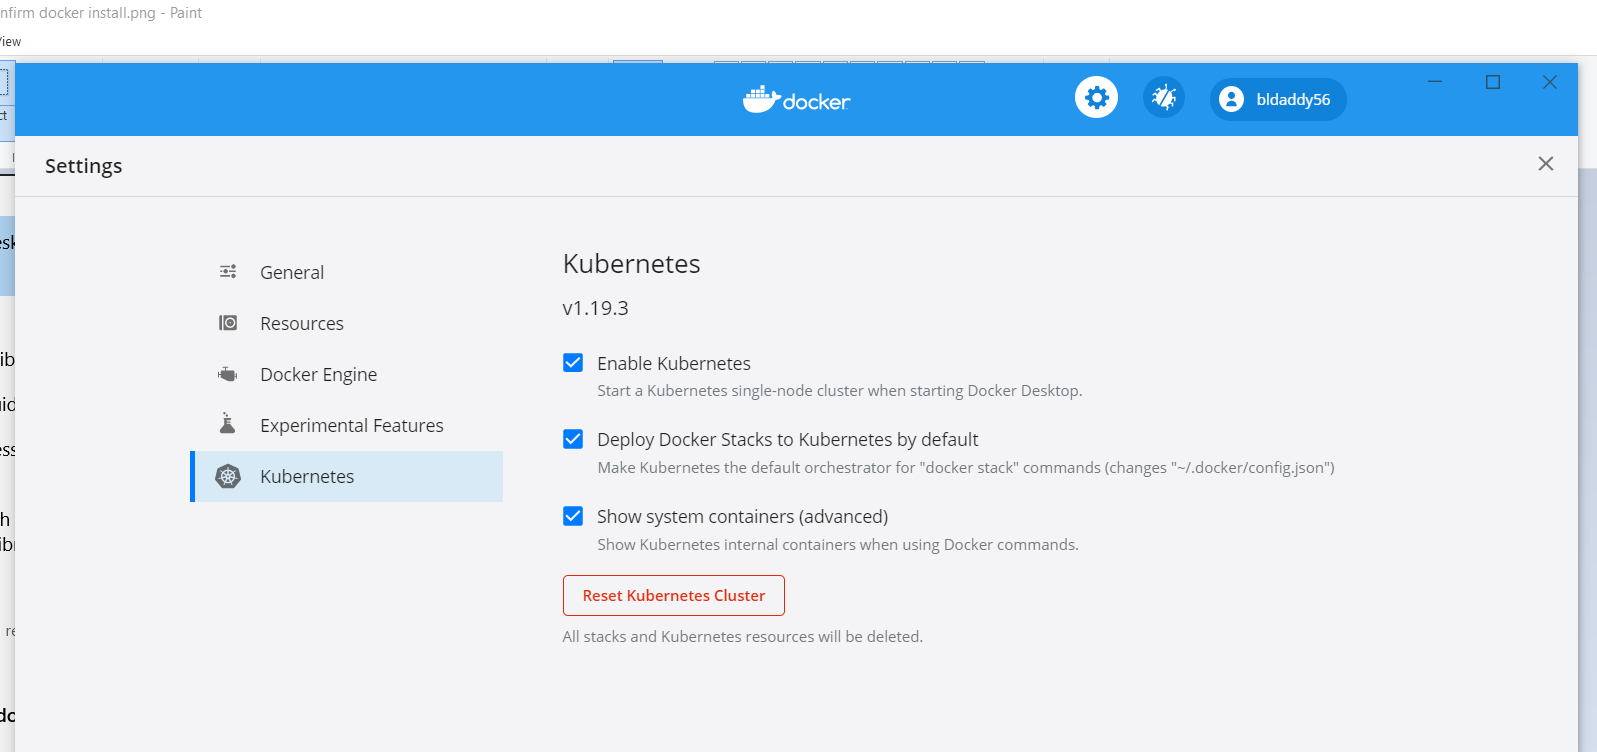 nfirm docker install.png - Paint
View
docker
bldaddy56
Settings
General
Resources
Docker Engine
Experimental Features
Kubernetes
Kubernetes
v1.19.3
Enable Kubernetes
Start a Kubernetes single-node cluster when starting Docker Desktop.
Deploy Docker Stacks to Kubernetes by default
Make Kubernetes the default orchestrator for "docker stack" commands (changes "~/.docker/config.json")
Show system containers (advanced)
Show Kubernetes internal containers when using Docker commands.
Reset Kubernetes Cluster
All stacks and Kubernetes resources will be deleted.